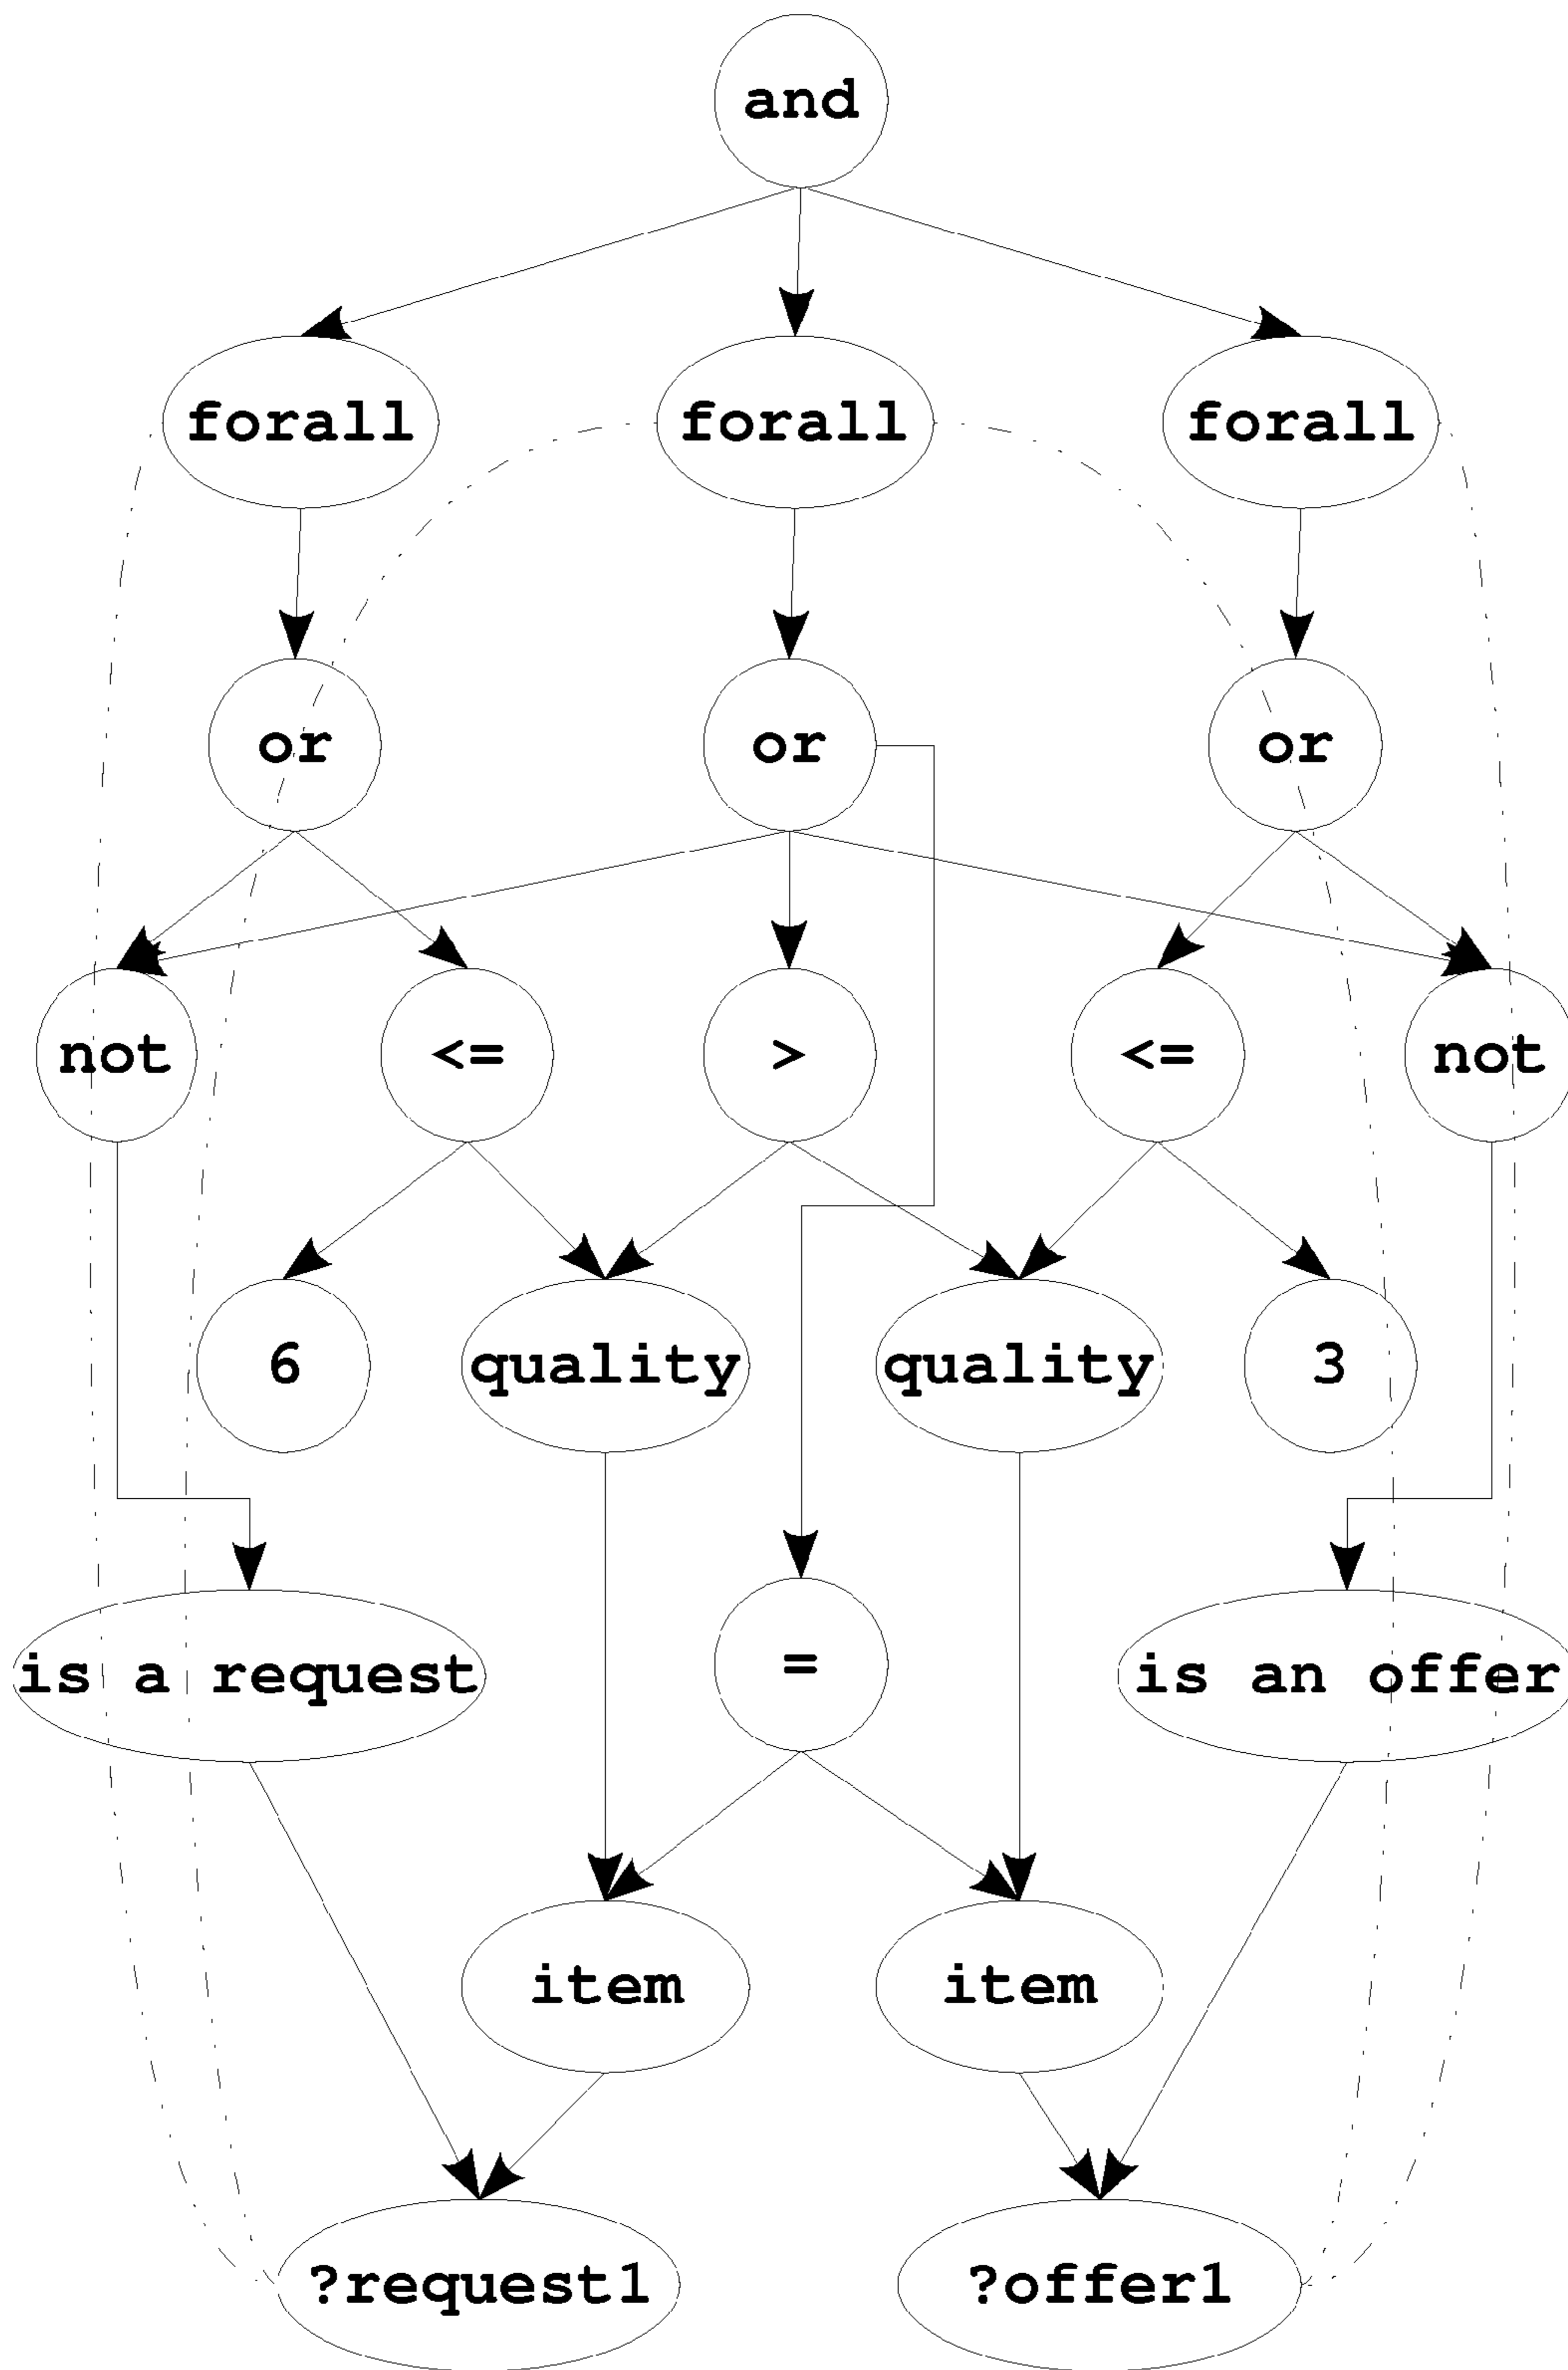 and
forall forall forall
or or or
not <= > <= not
6 quality quality 3
is a request = is an offer
item item
?request1 ?offer1